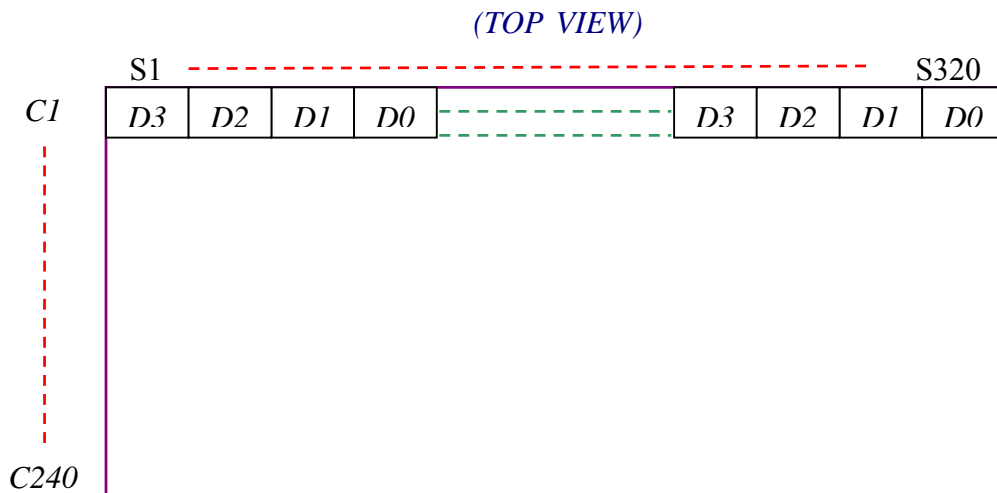 (TOP VIEW)
S1 S320
C1 D3 D2 D1 D0 D3 D2 D1 D0
C240